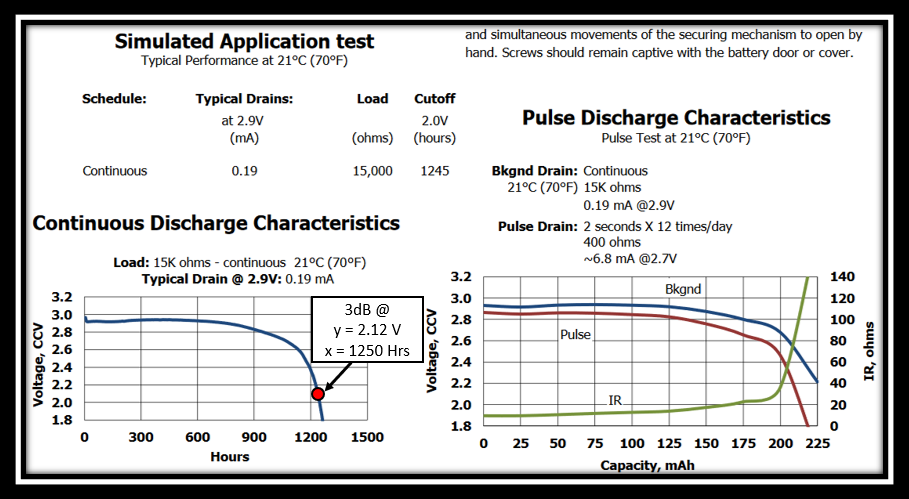 Simulated Application test
Typical Performance at 21°C (70°F)
Schedule: Typical Drains: Load Cutoff
at 2.9V 2.0V
(mA) (ohms) (hours)
Continuous 0.19 15,000 1245
Continuous Discharge Characteristics
Load: 15K ohms - continuous 21°C (70°F)
Typical Drain @ 2.9V: 0.19 mA
3.2
3.0
2.8
2.6
2.4
2.2
2.0
1.8
Voltage, CCV
3dB @
y = 2.12 V
x = 1250 Hrs
0 300 600 900 1200 1500
Hours
and simultaneous movements of the securing mechanism to open by
hand. Screws should remain captive with the battery door or cover.
Pulse Discharge Characteristics
Pulse Test at 21°C (70°F)
Bkgnd Drain: Continuous
21°C (70°F) 15K ohms
0.19 mA @2.9V
Pulse Drain: 2 seconds X 12 times/day
400 ohms
~6.8 mA @2.7V
3.2
3.0
2.8
2.6
2.4
2.2
2.0
1.8
Voltage, CCV
Bkgnd
Pulse
IR
140
120
100
80
60
40
20
0
IR, ohms
0 25 50 75 100 125 150 175 200 225
Capacity, mAh